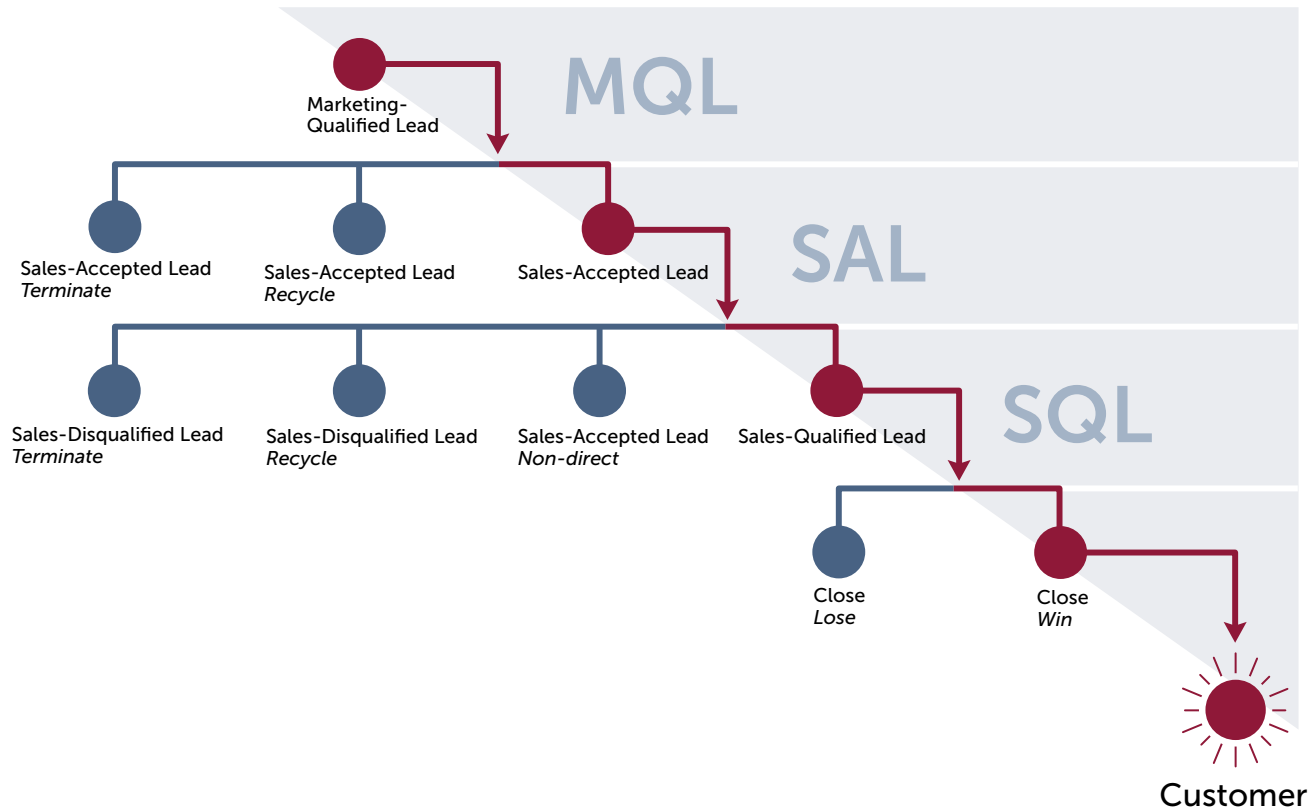 MQL
Marketing-
Qualified Lead
SAL
Sales-Accepted Lead
Terminate
Sales-Accepted Lead
Recycle
Sales-Accepted Lead
SQL
Sales-Disqualified Lead
Terminate
Sales-Disqualified Lead
Recycle
Sales-Accepted Lead
Non-direct
Sales-Qualified Lead
Close
Lose
Close
Win
Customer